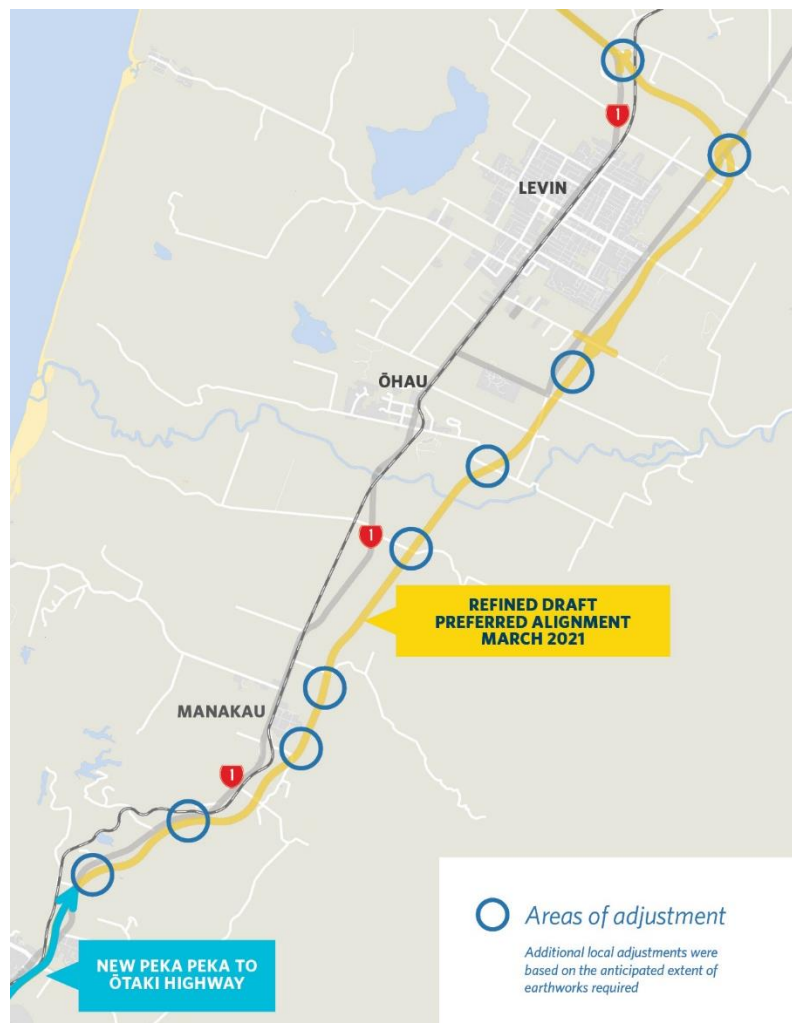 1
LEVIN
ŌHAU
1
REFINED DRAFT
PREFERRED ALIGNMENT
MARCH 2021
MANAKAU
1
Areas of adjustment
Additional local adjustments were
based on the anticipated extent of
earthworks required
NEW PEKA PEKA TO
ŌTAKI HIGHWAY